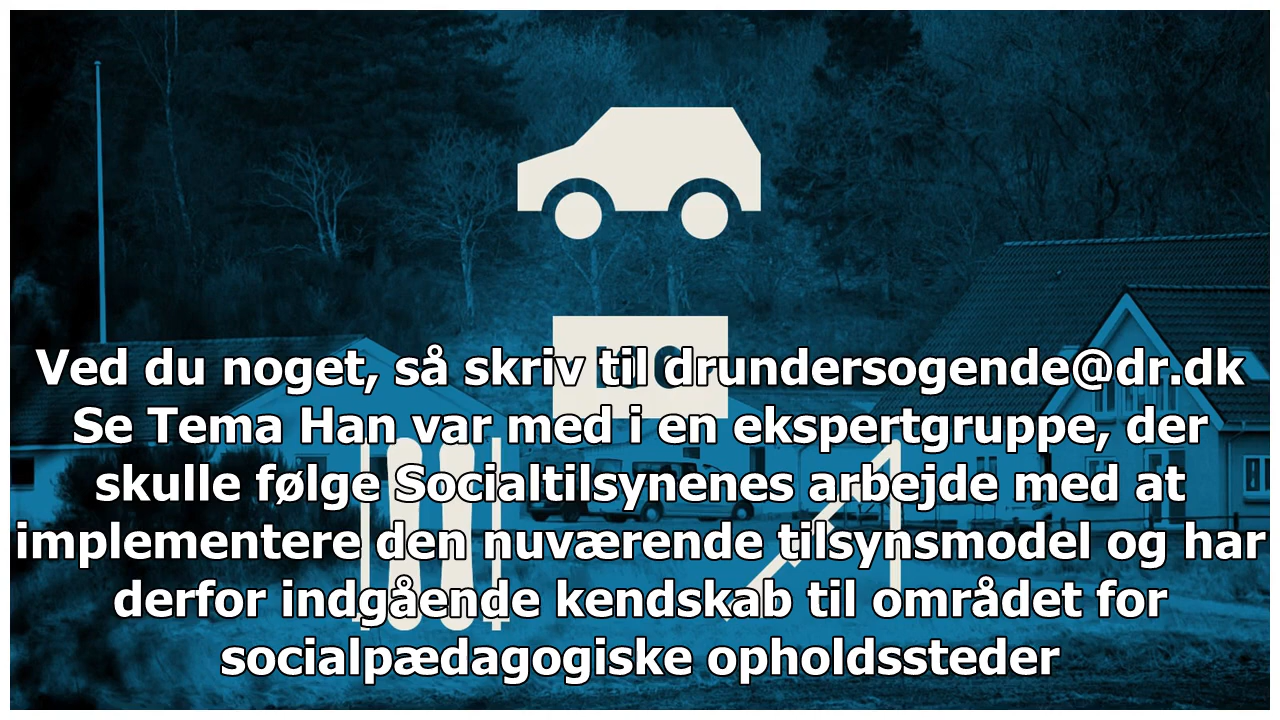 Ved du noget, så skriv til drundersogende@dr.dk
Se Tema Han var med i en ekspertgruppe, der
skulle følge Socialtilsynenes arbejde med at
implementere den nuværende tilsynsmodel og har
derfor indgående kendskab til området for
socialpædagogiske opholdssteder